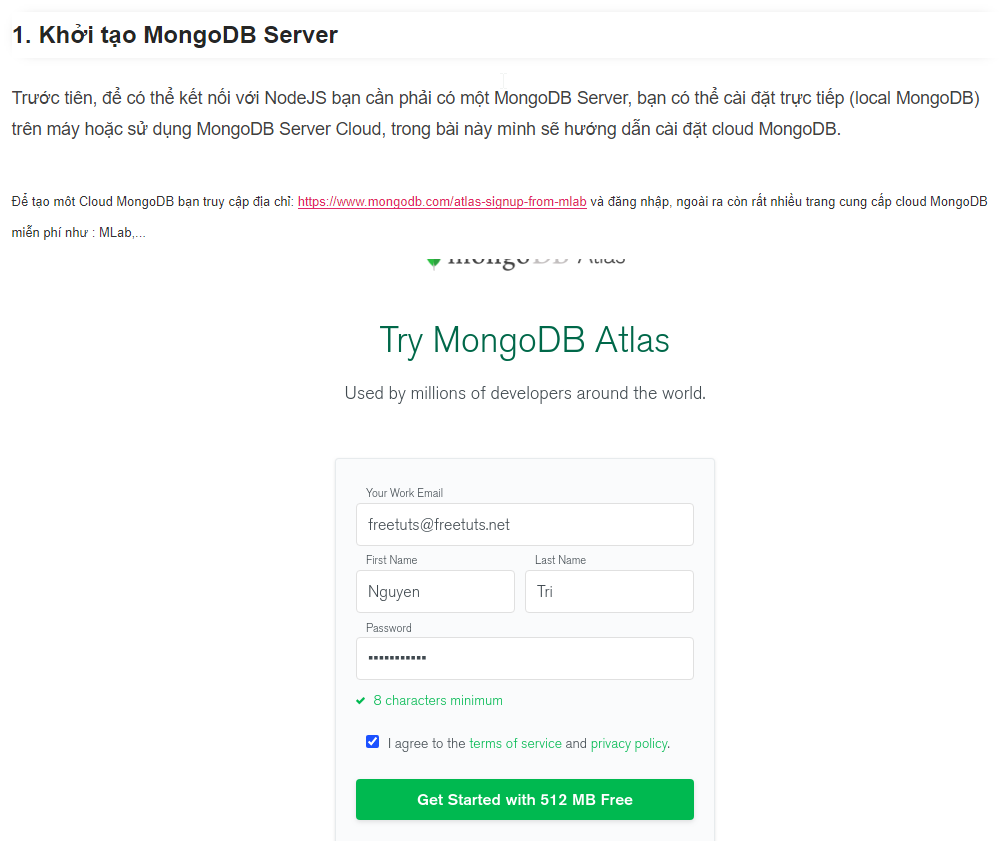 1. Khởi tạo MongoDB Server
Trước tiên, để có thể kết nối với NodeJS bạn cần phải có một MongoDB Server, bạn có thể cài đặt trực tiếp (local MongoDB)
trên máy hoặc sử dụng MongoDB Server Cloud, trong bài này mình sẽ hướng dẫn cài đặt cloud MongoDB.
Để tạo môt Cloud MongoDB bạn truy cập địa chỉ: https://www.mongodb.com/atlas-signup-from-mlab và đăng nhập, ngoài ra còn rất nhiều trang cung cấp cloud MongoDB
miễn phí như : MLab,...
mongoDB Atlas
Try MongoDB Atlas
Used by millions of developers around the world.
Your Work Email
freetuts@freetuts.net
First Name Last Name
Nguyen Tri
Password
•••••••••••
8 characters minimum
I agree to the terms of service and privacy policy.
Get Started with 512 MB Free